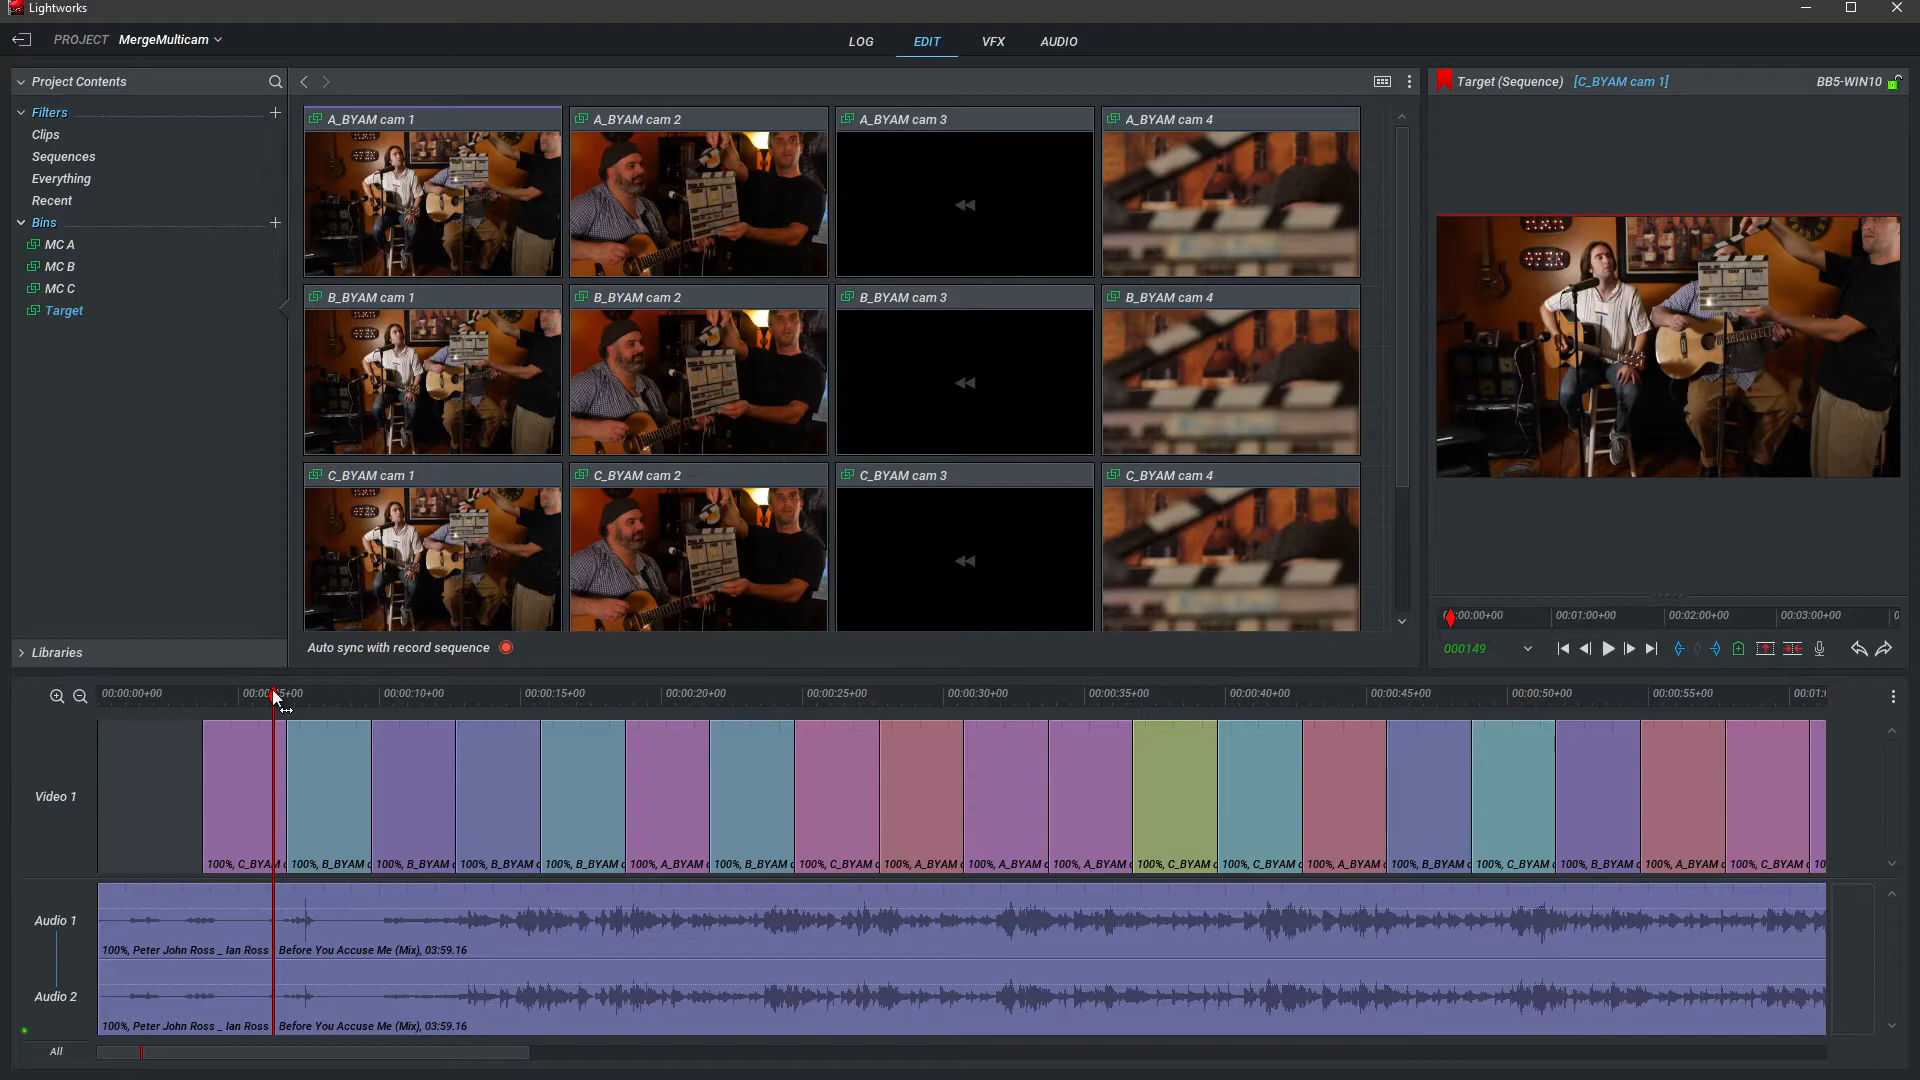 Lightworks
PROJECT MergeMulticam
LOG EDIT VFX AUDIO
Project Contents
Filters
Clips
Sequences
Everything
Recent
Bins
MC A
MC B
MC C
Target
Libraries
A_BYAM cam 1
A_BYAM cam 2
A_BYAM cam 3
A_BYAM cam 4
B_BYAM cam 1
B_BYAM cam 2
B_BYAM cam 3
B_BYAM cam 4
C_BYAM cam 1
C_BYAM cam 2
C_BYAM cam 3
C_BYAM cam 4
Auto sync with record sequence
Target (Sequence) [C_BYAM cam 1] BB5-WIN10
OPEN
:00:00+00 00:01:00+00 00:02:00+00 00:03:00+00 0
000149
00:00:00+00 00:00:10+00 00:00:15+00 00:00:20+00 00:00:25+00 00:00:30+00 00:00:35+00 00:00:40+00 00:00:45+00 00:00:50+00 00:00:55+00 00:01:
Video 1
100%, C_BYAM 100%, B_BYAM c 100%, B_BYAM c 100%, B_BYAM c 100%, B_BYAM c 100%, A_BYAM c 100%, B_BYAM c 100%, C_BYAM c 100%, A_BYAM c 100%, A_BYAM c 100%, A_BYAM c 100%, C_BYAM c 100%, C_BYAM c 100%, A_BYAM c 100%, B_BYAM c 100%, C_BYAM c 100%, B_BYAM c 100%, A_BYAM c 100%, C_BYAM c 10
Audio 1
100%, Peter John Ross _ Ian Ross Before You Accuse Me (Mix), 03:59.16
Audio 2
100%, Peter John Ross _ Ian Ross Before You Accuse Me (Mix), 03:59.16
All